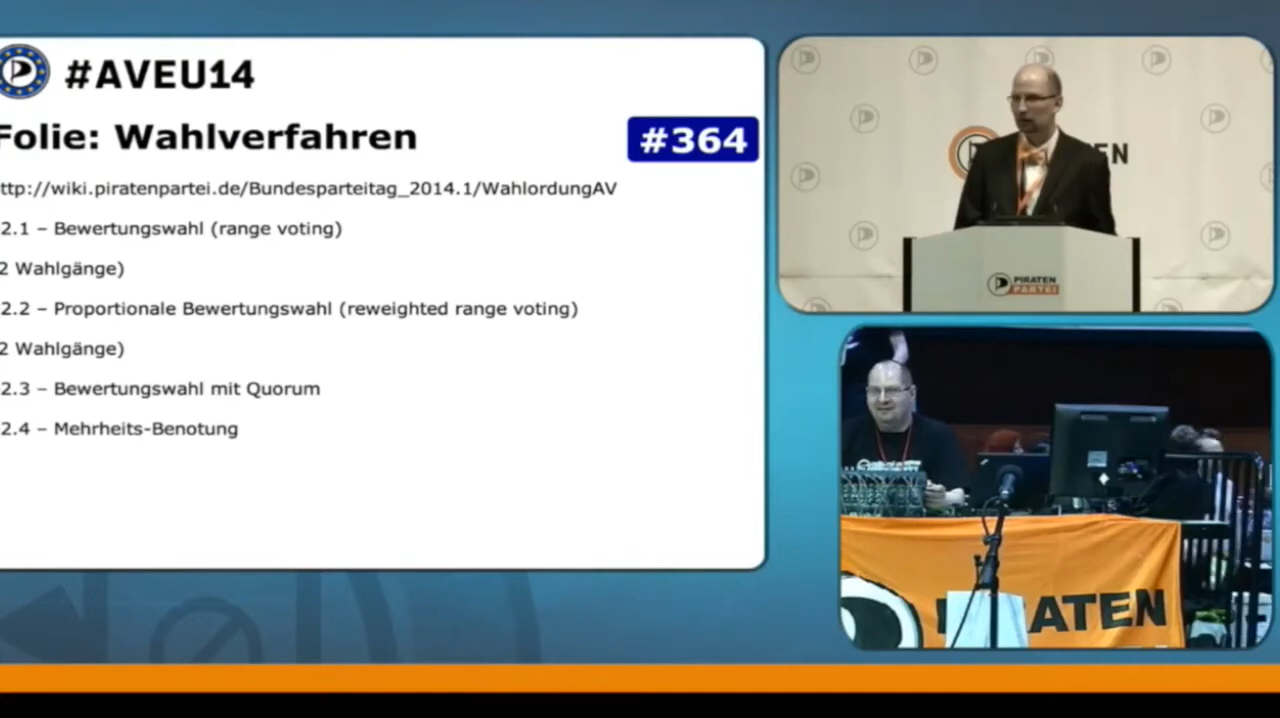 #AVEU14
Folie: Wahlverfahren
#364
ttp://wiki.piratenpartei.de/Bundesparteitag_2014.1/WahlordungAV
2.1 – Bewertungswahl (range voting)
2 Wahlgänge)
2.2 – Proportionale Bewertungswahl (reweighted range voting)
2 Wahlgänge)
2.3 – Bewertungswahl mit Quorum
2.4 – Mehrheits-Benotung
EN
PIRATEN
PARTEI
ATEN